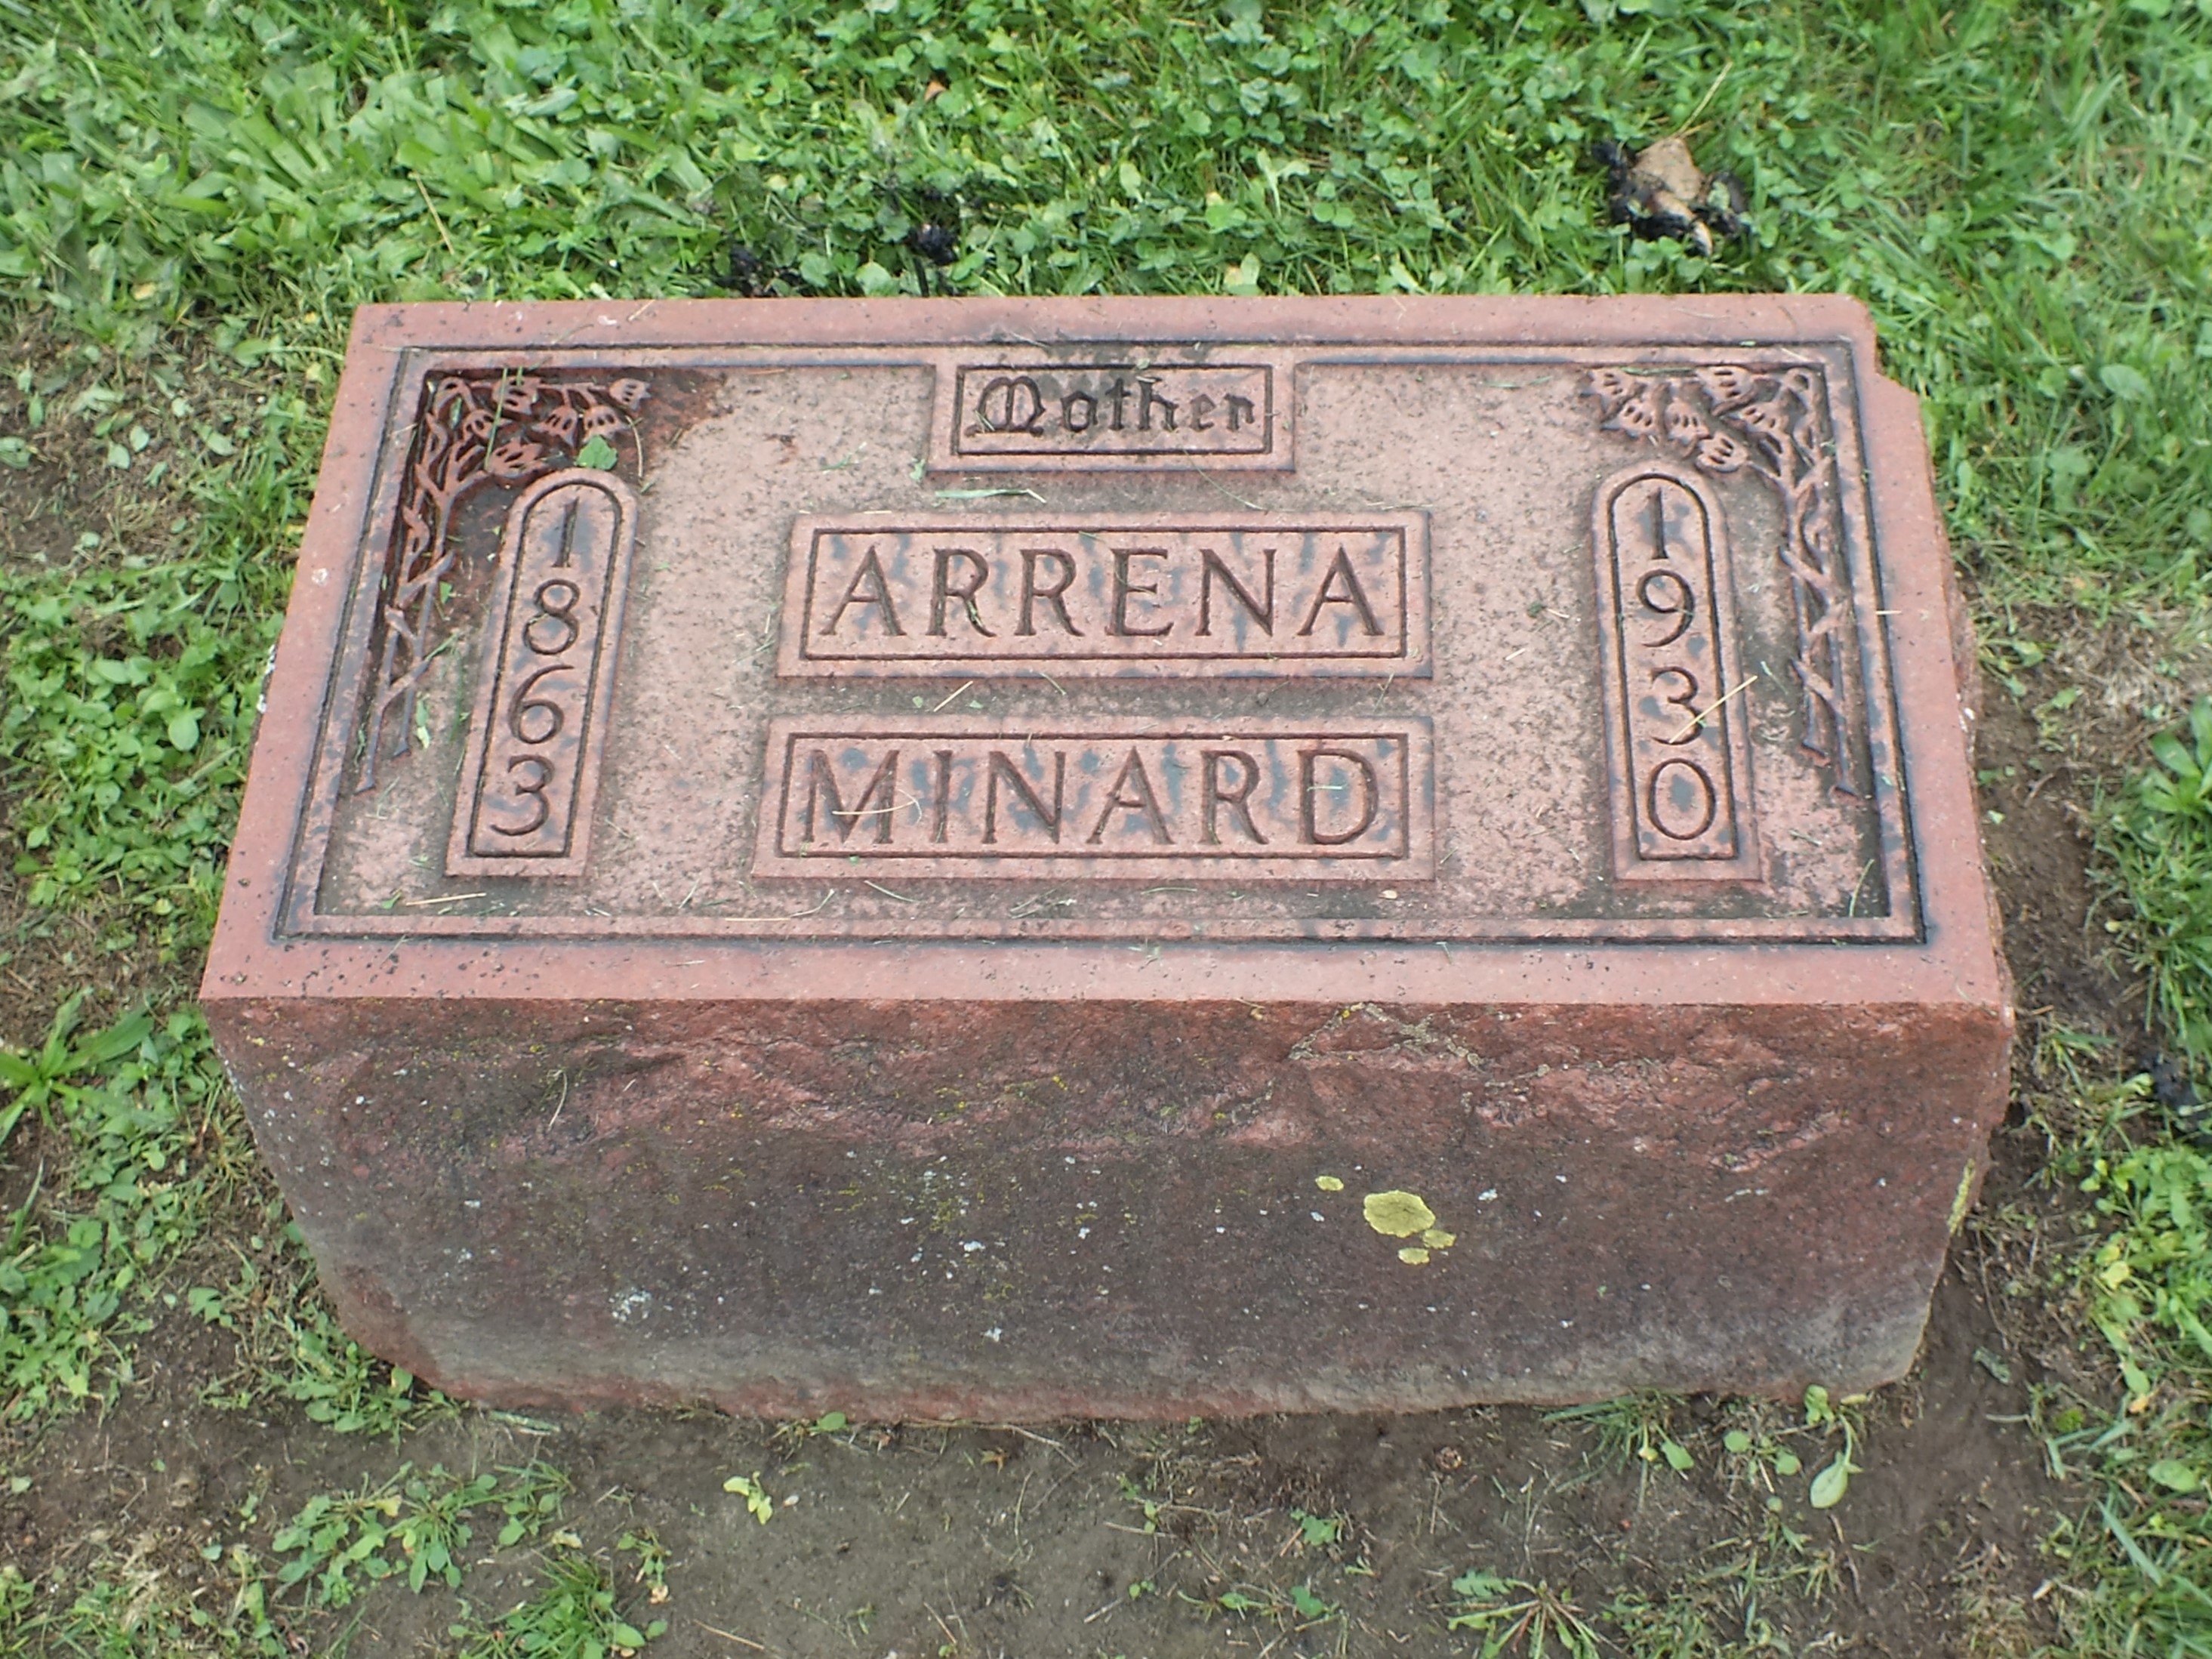 Mother
ARRENA
MINARD
1863
1930